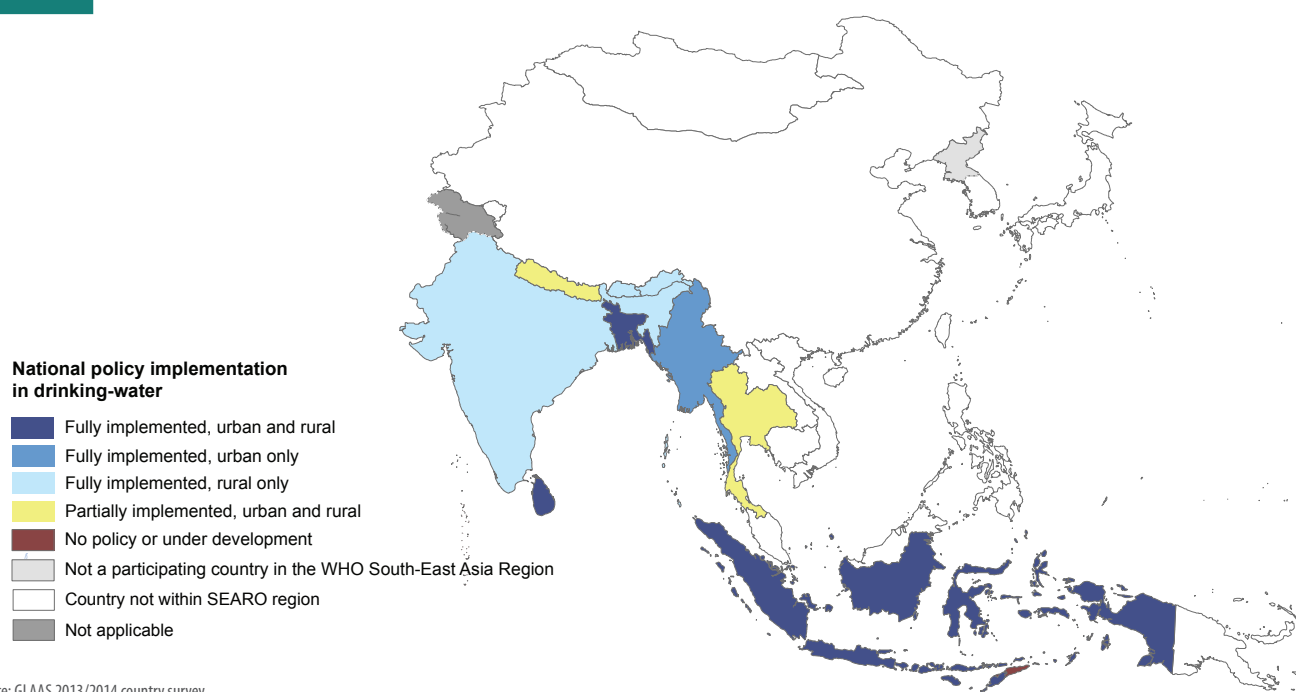 National policy implementation
in drinking-water
Fully implemented, urban and rural
Fully implemented, urban only
Fully implemented, rural only
Partially implemented, urban and rural
No policy or under development
Not a participating country in the WHO South-East Asia Region
Country not within SEARO region
Not applicable
GLAAS 2013/2014 country survey